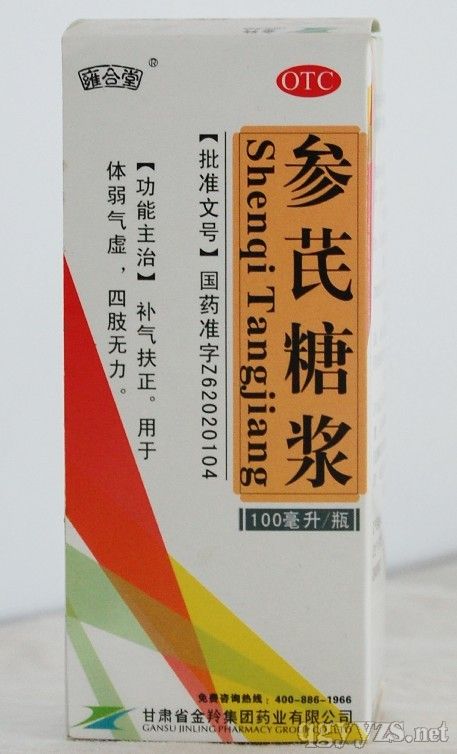 雍合堂®
OTC
参芪糖浆
Shenqi Tangjiang
【批准文号】国药准字Z62020104
【功能主治】补气扶正。用于
体弱气虚，四肢无力。
100毫升/瓶
免费咨询热线：400-886-1966
甘肃省金羚集团药业有限公司
GANSU JINLING PHARMACY GROUP CO.,LT